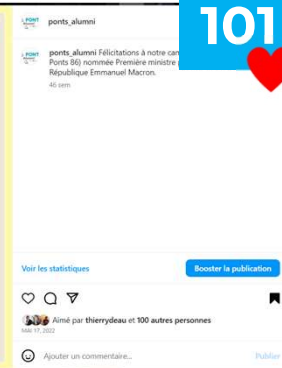 101
ponts_alumni
ponts_alumni Félicitations à notre
Ponts 86) nommée Première ministre
République Emmanuel Macron.
46 sem
Voir les statistiques
Booster la publication
Aimé par thierrydeau et 100 autres personnes
MAI 17, 2022
Ajouter un commentaire...
Publier